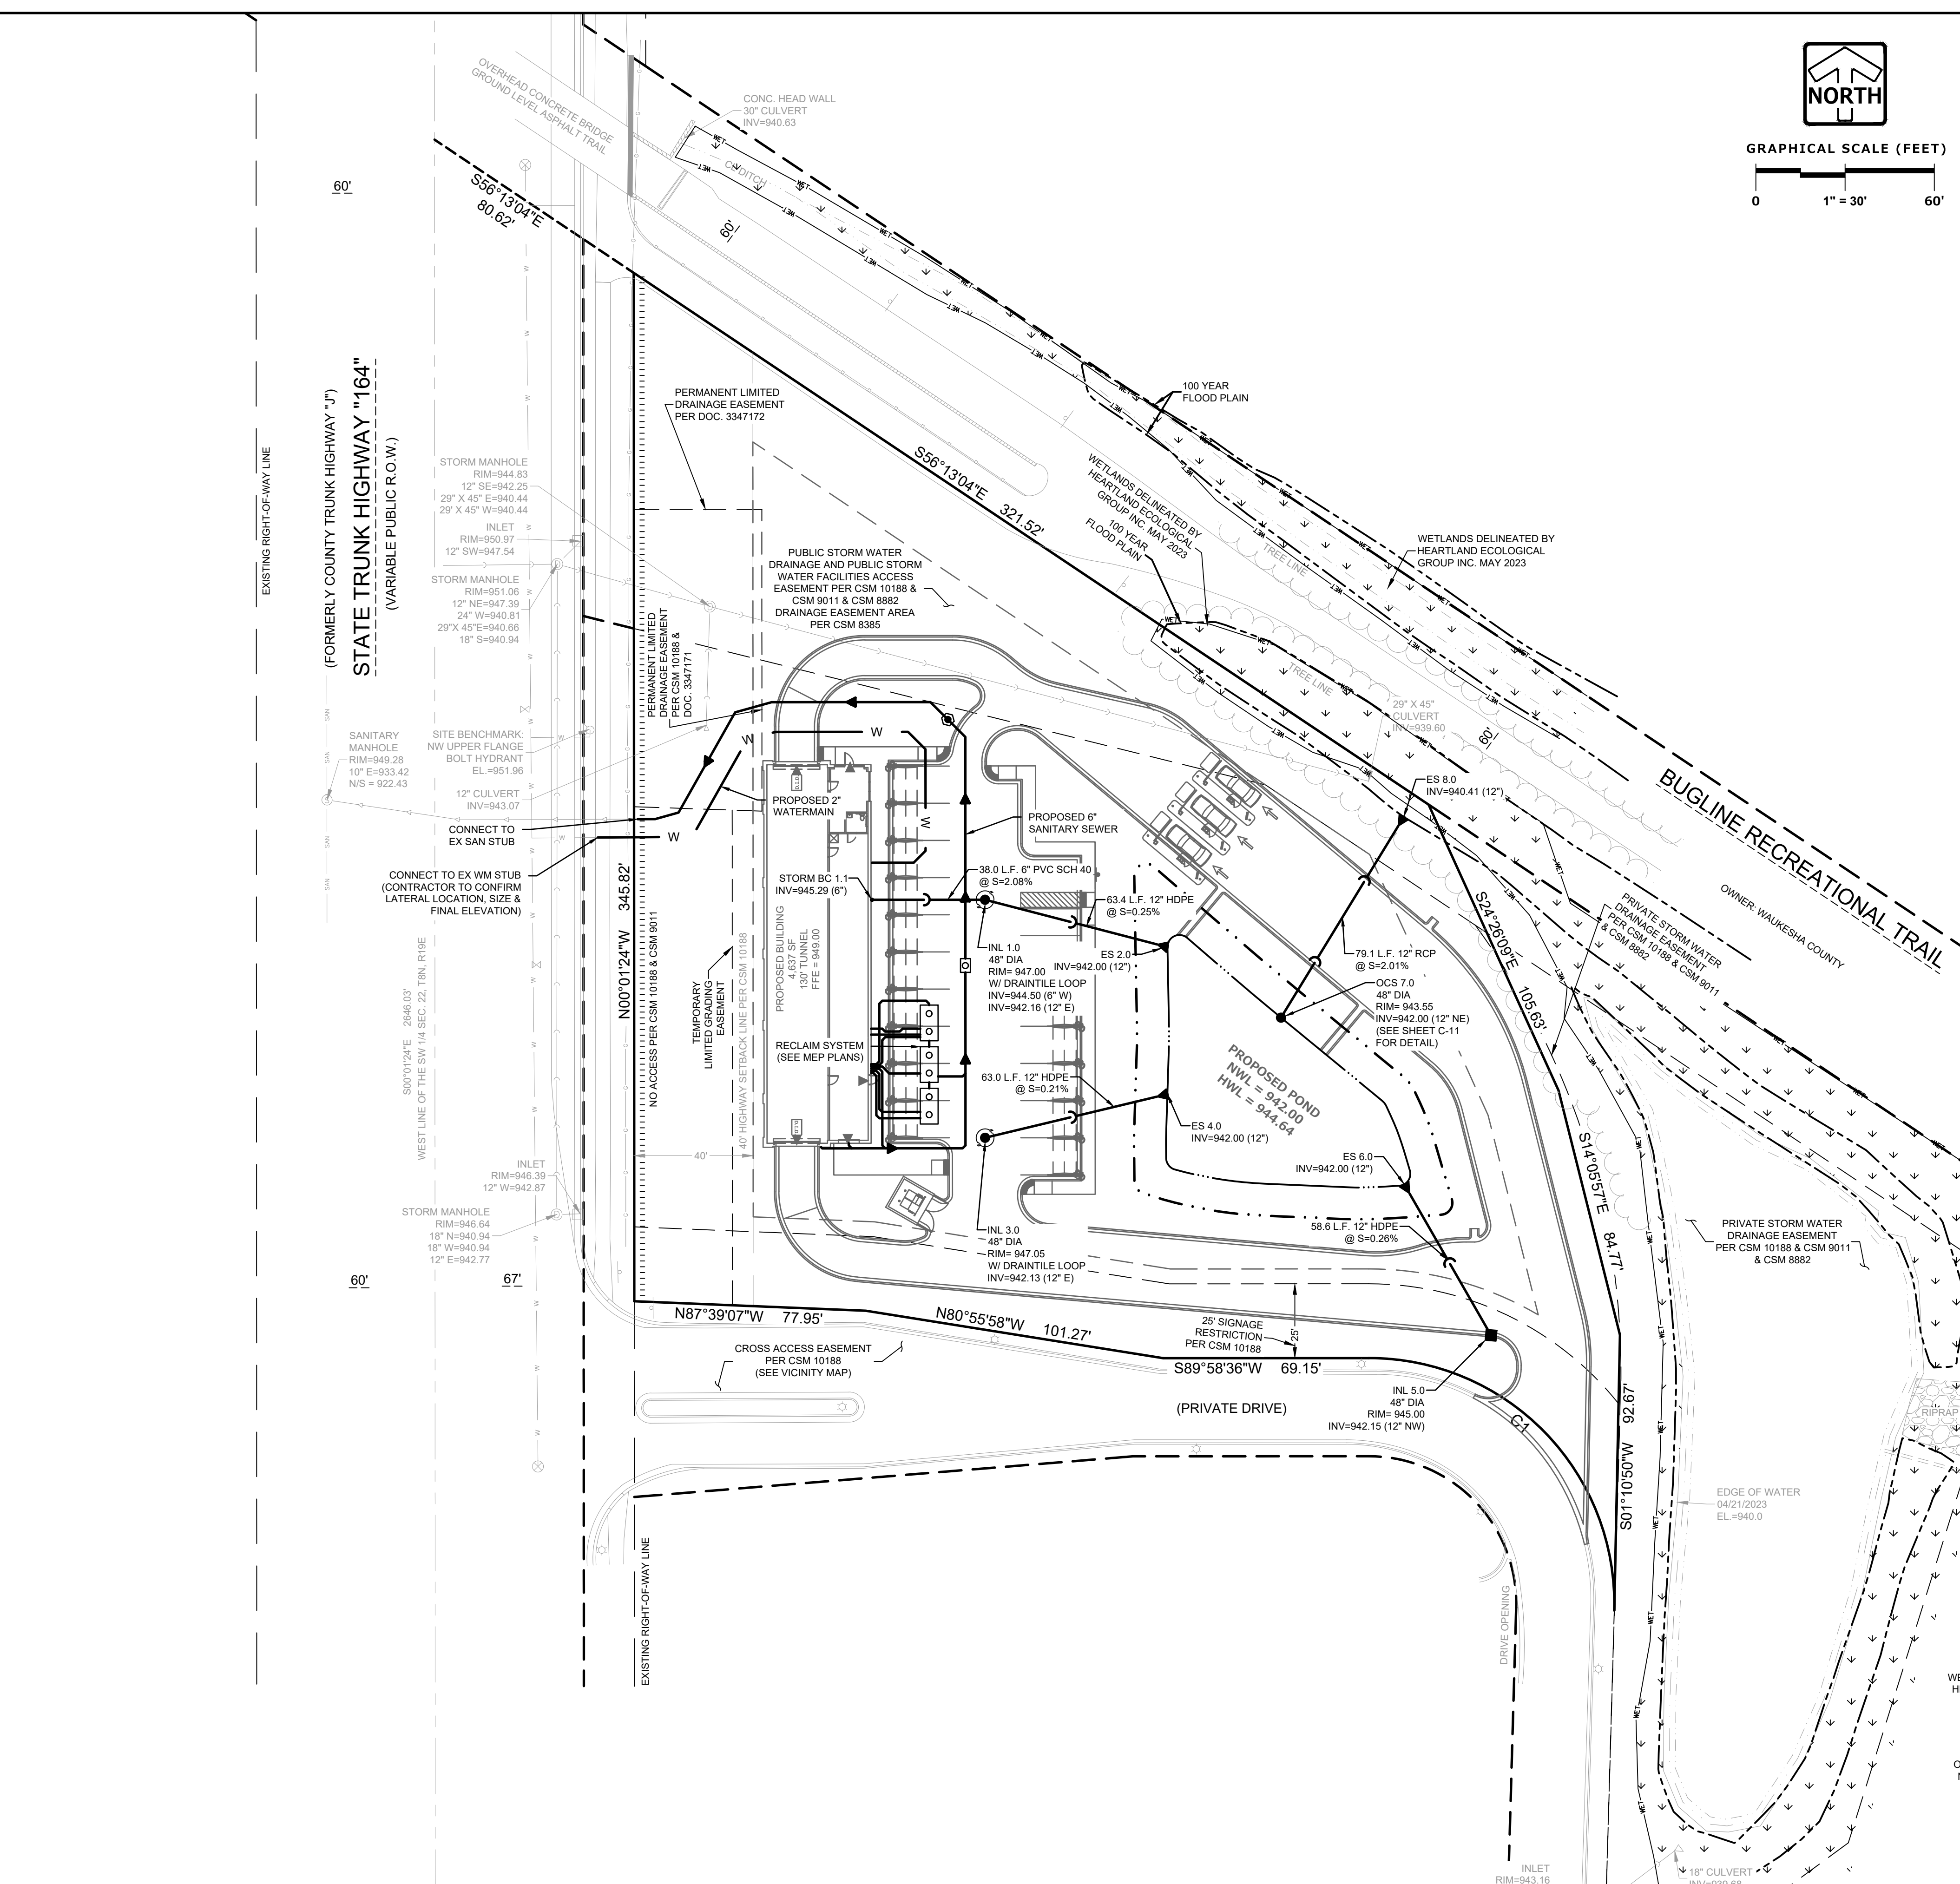 NORTH
GRAPHICAL SCALE (FEET)
0
1" = 30'
60'
OVERHEAD CONCRETE BRIDGE
GROUND LEVEL ASPHALT TRAIL
CONC. HEAD WALL
30" CULVERT
INV=940.63
CL DITCH
60'
S56°13'04"E
80.62'
60'
PERMANENT LIMITED
DRAINAGE EASEMENT
PER DOC. 3347172
100 YEAR
FLOOD PLAIN
EXISTING RIGHT-OF-WAY LINE
(FORMERLY COUNTY TRUNK HIGHWAY "J")
STATE TRUNK HIGHWAY "164"
(VARIABLE PUBLIC R.O.W.)
STORM MANHOLE
RIM=944.83
12" SE=942.25
29" X 45" E=940.44
29' X 45" W=940.44
INLET
RIM=950.97
12" SW=947.54
STORM MANHOLE
RIM=951.06
12" NE=947.39
24" W=940.81
29"X 45"E=940.66
18" S=940.94
S56°13'04"E
321.52'
WETLANDS DELINEATED BY
HEARTLAND ECOLOGICAL
GROUP INC. MAY 2023
100 YEAR
FLOOD PLAIN
TREE LINE
WETLANDS DELINEATED BY
HEARTLAND ECOLOGICAL
GROUP INC. MAY 2023
PUBLIC STORM WATER
DRAINAGE AND PUBLIC STORM
WATER FACILITIES ACCESS
EASEMENT PER CSM 10188 &
CSM 9011 & CSM 8882
DRAINAGE EASEMENT AREA
PER CSM 8385
PERMANENT LIMITED
DRAINAGE EASEMENT
PER CSM 10188 &
DOC. 3347171
TREE LINE
29" X 45"
CULVERT
INV=939.60
60'
SANITARY
MANHOLE
RIM=949.28
10" E=933.42
N/S = 922.43
SITE BENCHMARK:
NW UPPER FLANGE
BOLT HYDRANT
EL.=951.96
12" CULVERT
INV=943.07
CONNECT TO
EX SAN STUB
CONNECT TO EX WM STUB
(CONTRACTOR TO CONFIRM
LATERAL LOCATION, SIZE &
FINAL ELEVATION)
W
W
W
W
PROPOSED 2"
WATERMAIN
PROPOSED 6"
SANITARY SEWER
ES 8.0
INV=940.41 (12")
BUGLINE RECREATIONAL TRAIL
OWNER: WAUKESHA COUNTY
STORM BC 1.1
INV=945.29 (6")
38.0 L.F. 6" PVC SCH 40
@ S=2.08%
63.4 L.F. 12" HDPE
@ S=0.25%
N00°01'24"W    345.82'
NO ACCESS PER CSM 10188 & CSM 9011
PROPOSED BUILDING
4,637 SF
130' TUNNEL
FFE = 949.00
INL 1.0
48" DIA
RIM= 947.00
W/ DRAINTILE LOOP
INV=944.50 (6" W)
INV=942.16 (12" E)
ES 2.0
INV=942.00 (12")
79.1 L.F. 12" RCP
@ S=2.01%
OCS 7.0
48" DIA
RIM= 943.55
INV=942.00 (12" NE)
(SEE SHEET C-11
FOR DETAIL)
S24°26'09"E
105.63'
PRIVATE STORM WATER
DRAINAGE EASEMENT
PER CSM 10188 & CSM 9011
& CSM 8882
S00°01'24"E    2646.03'
WEST LINE OF THE SW 1/4 SEC. 22, T8N, R19E
TEMPORARY
LIMITED GRADING
EASEMENT
40' HIGHWAY SETBACK LINE PER CSM 10188
RECLAIM SYSTEM
(SEE MEP PLANS)
63.0 L.F. 12" HDPE
@ S=0.21%
PROPOSED POND
NWL = 942.00
HWL = 944.64
ES 4.0
INV=942.00 (12")
ES 6.0
INV=942.00 (12")
S14°05'57"E
84.77'
40'
INLET
RIM=946.39
12" W=942.87
STORM MANHOLE
RIM=946.64
18" N=940.94
18" W=940.94
12" E=942.77
60'
67'
INL 3.0
48" DIA
RIM= 947.05
W/ DRAINTILE LOOP
INV=942.13 (12" E)
58.6 L.F. 12" HDPE
@ S=0.26%
PRIVATE STORM WATER
DRAINAGE EASEMENT
PER CSM 10188 & CSM 9011
& CSM 8882
N87°39'07"W    77.95'
N80°55'58"W    101.27'
25' SIGNAGE
RESTRICTION
PER CSM 10188
25'
S89°58'36"W    69.15'
CROSS ACCESS EASEMENT
PER CSM 10188
(SEE VICINITY MAP)
(PRIVATE DRIVE)
INL 5.0
48" DIA
RIM= 945.00
INV=942.15 (12" NW)
C1
S01°10'50"W    92.67'
RIPRAP
EDGE OF WATER
04/21/2023
EL.=940.0
EXISTING RIGHT-OF-WAY LINE
DRIVE OPENING
INLET
RIM=943.16
18" CULVERT